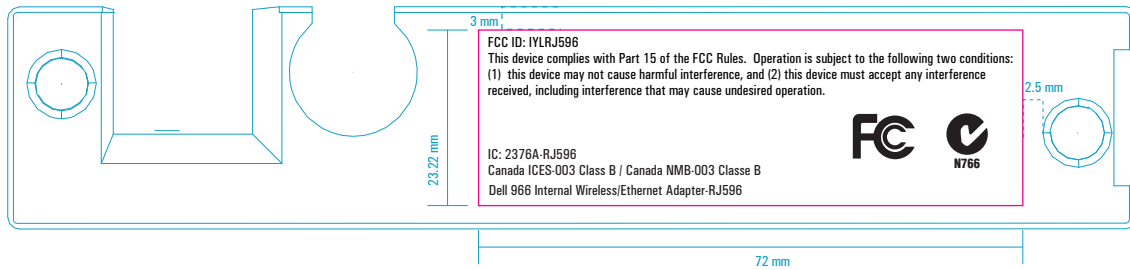 3 mm
FCC ID: IYLRJ596
This device complies with Part 15 of the FCC Rules.  Operation is subject to the following two conditions:
(1)  this device may not cause harmful interference, and (2) this device must accept any interference
received, including interference that may cause undesired operation.
2.5 mm
FC
N766
23.22 mm
IC: 2376A-RJ596
Canada ICES-003 Class B / Canada NMB-003 Classe B
Dell 966 Internal Wireless/Ethernet Adapter-RJ596
72 mm